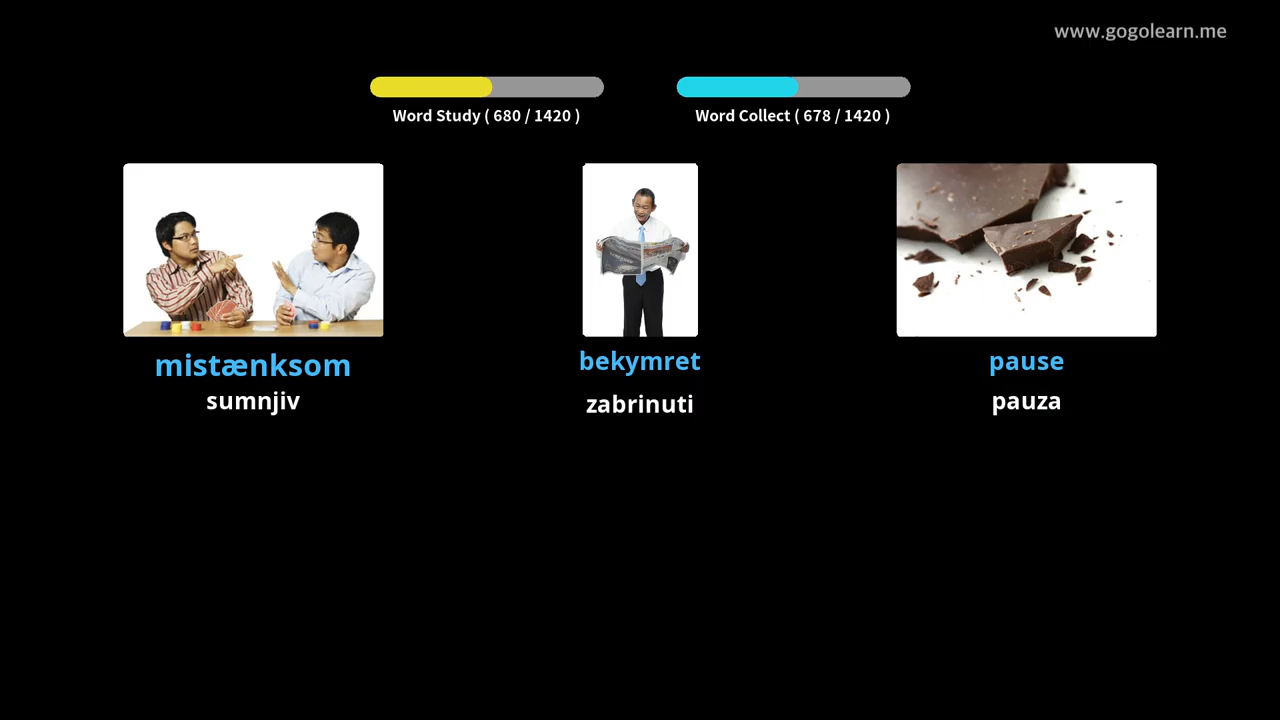 www.gogolearn.me
Word Study ( 680 / 1420 )
Word Collect ( 678 / 1420 )
mistænksom
sumnjiv
bekymret
zabrinuti
pause
pauza